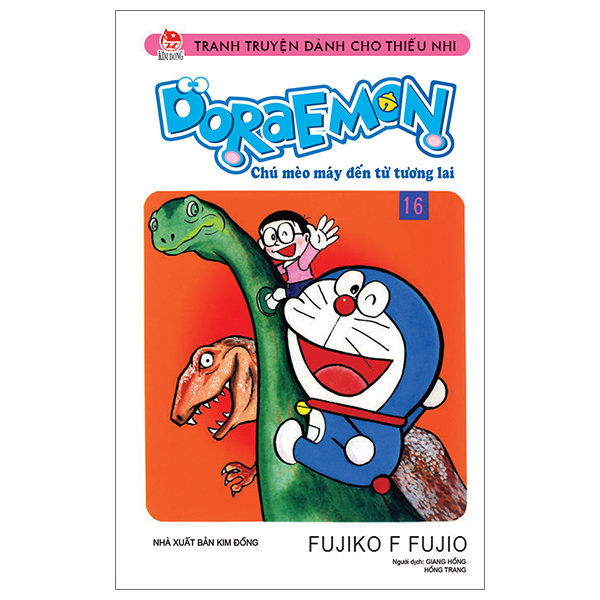 KIM ĐỒNG
TRANH TRUYỆN DÀNH CHO THIẾU NHI
DORAEMON
Chú mèo máy đến từ tương lai
16
NHÀ XUẤT BẢN KIM ĐỒNG
FUJIKO F FUJIO
Người dịch: GIANG HỒNG
HỒNG TRANG